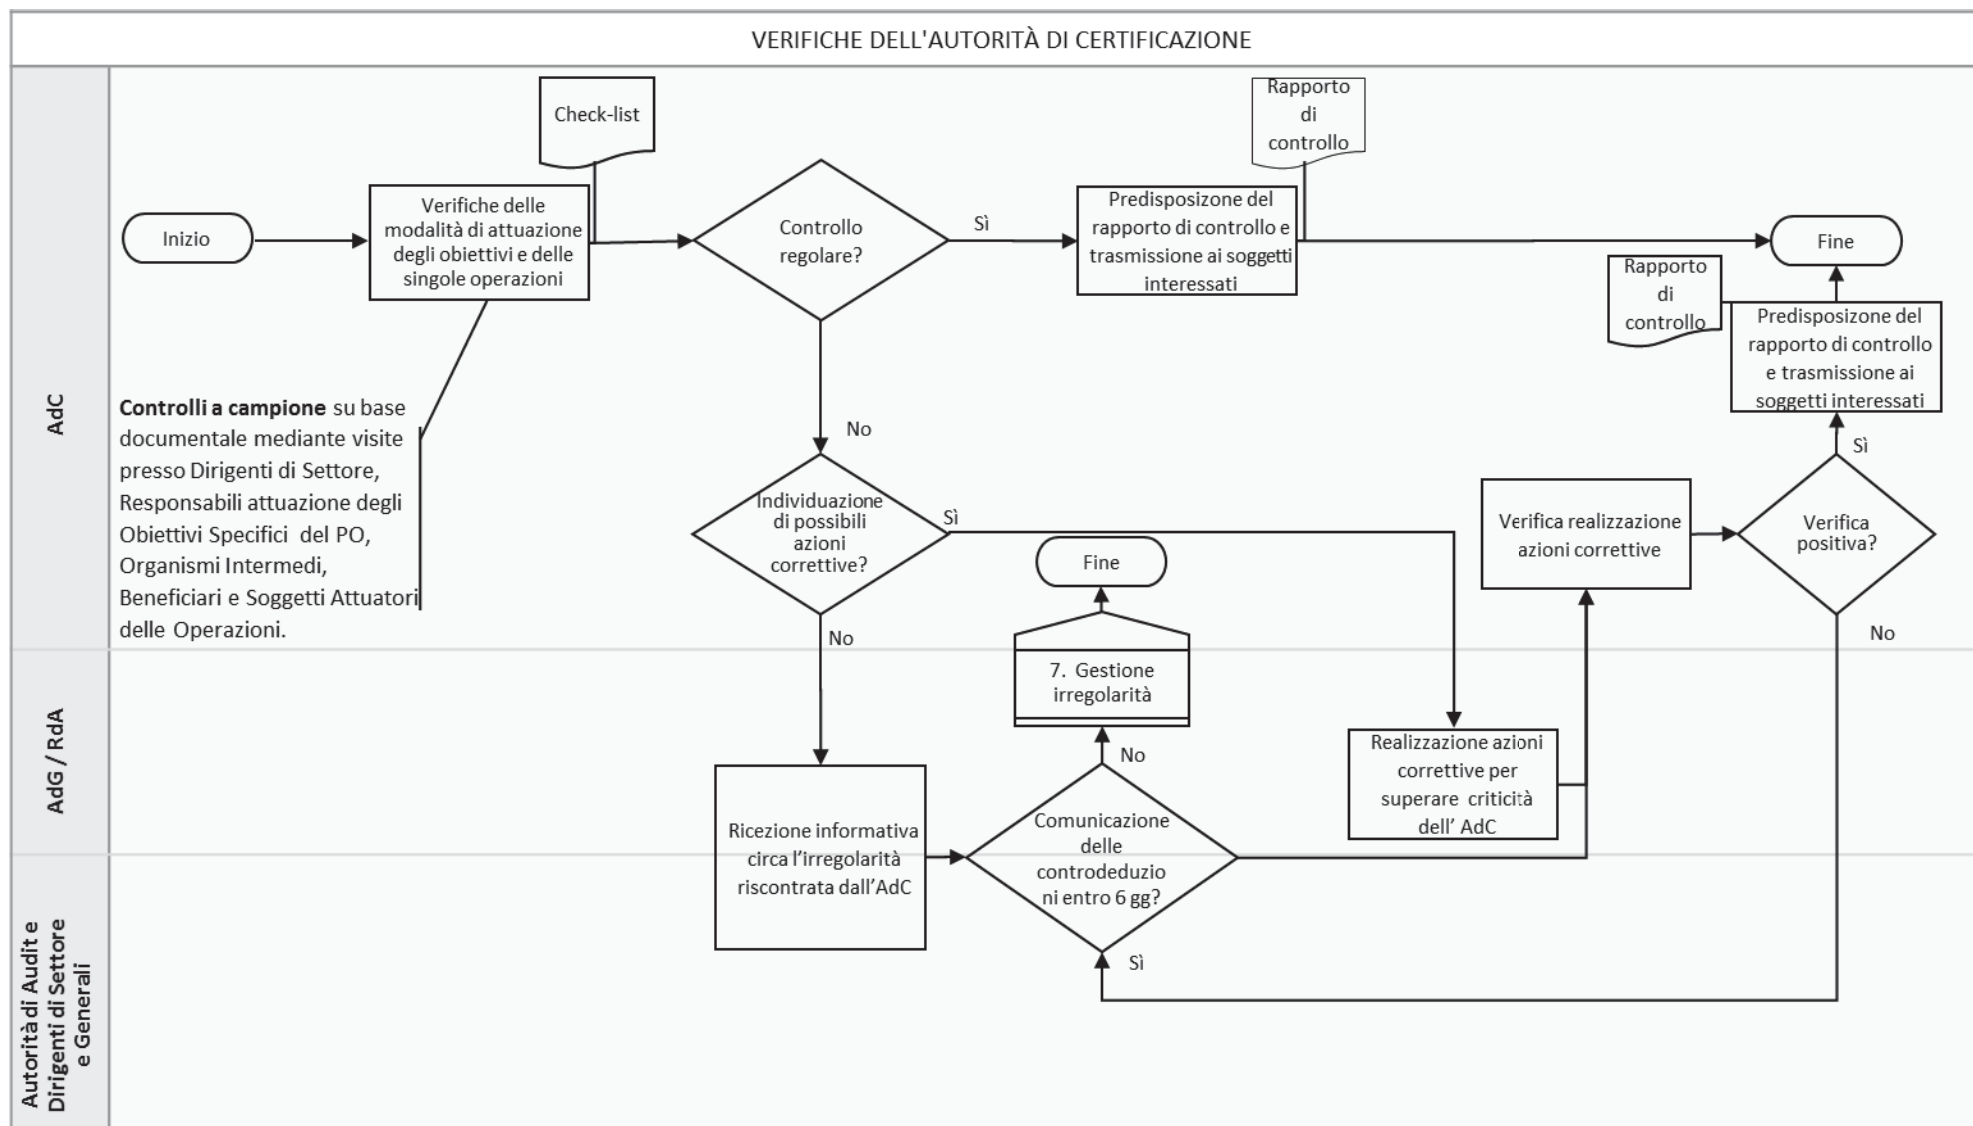 VERIFICHE DELL'AUTORITÀ DI CERTIFICAZIONE
AdC
Inizio
Verifiche delle
modalità di attuazione
degli obiettivi e delle
singole operazioni
Check-list
Controllo
regolare?
Sì
Predisposizone del
rapporto di controllo e
trasmissione ai soggetti
interessati
Rapporto
di
controllo
Fine
Rapporto
di
controllo
Predisposizone del
rapporto di controllo
e trasmissione ai
soggetti interessati
Controlli a campione su base
documentale mediante visite
presso Dirigenti di Settore,
Responsabili attuazione degli
Obiettivi Specifici del PO,
Organismi Intermedi,
Beneficiari e Soggetti Attuatori
delle Operazioni.
No
Individuazione
di possibili
azioni
correttive?
Sì
Fine
Verifica realizzazione
azioni correttive
Verifica
positiva?
Sì
No
No
AdG / RdA
7. Gestione
irregolarità
No
Realizzazione azioni
correttive per
superare criticità
dell' AdC
Ricezione informativa
circa l'irregolarità
riscontrata dall'AdC
Comunicazione
delle
controdeduzio
ni entro 6 gg?
Sì
Autorità di Audit e
Dirigenti di Settore
e Generali